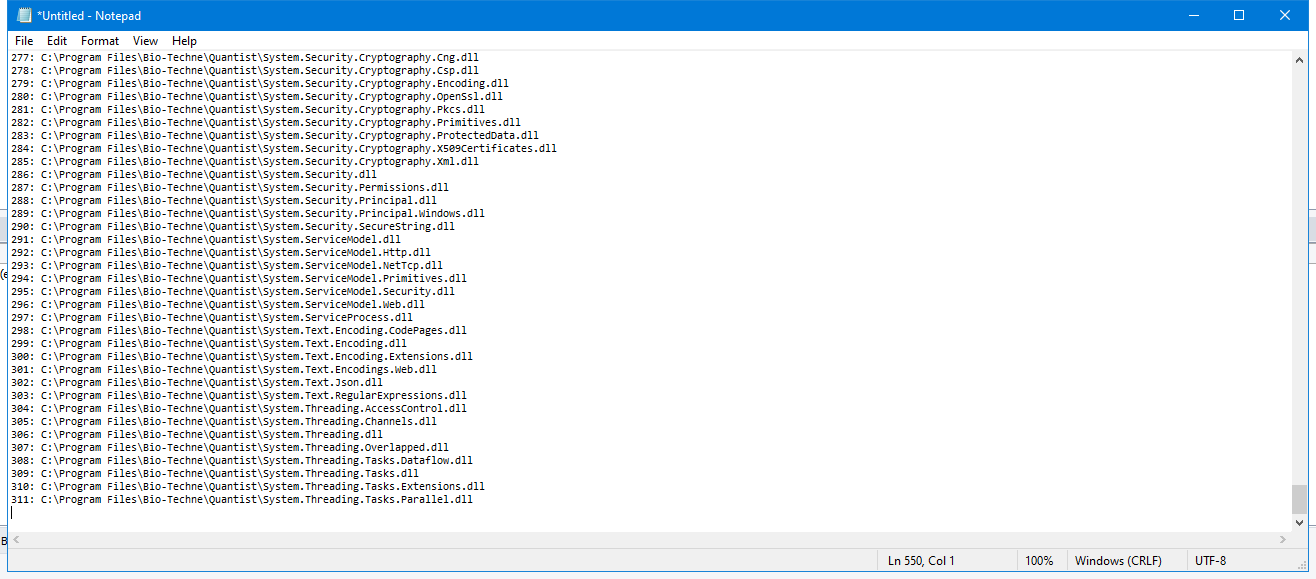 *Untitled - Notepad
File Edit Format View Help
277: C:\Program Files\Bio-Techne\Quantist\System.Security.Cryptography.Cng.dll
278: C:\Program Files\Bio-Techne\Quantist\System.Security.Cryptography.Csp.dll
279: C:\Program Files\Bio-Techne\Quantist\System.Security.Cryptography.Encoding.dll
280: C:\Program Files\Bio-Techne\Quantist\System.Security.Cryptography.OpenSsl.dll
281: C:\Program Files\Bio-Techne\Quantist\System.Security.Cryptography.Pkcs.dll
282: C:\Program Files\Bio-Techne\Quantist\System.Security.Cryptography.Primitives.dll
283: C:\Program Files\Bio-Techne\Quantist\System.Security.Cryptography.ProtectedData.dll
284: C:\Program Files\Bio-Techne\Quantist\System.Security.Cryptography.X509Certificates.dll
285: C:\Program Files\Bio-Techne\Quantist\System.Security.Cryptography.Xml.dll
286: C:\Program Files\Bio-Techne\Quantist\System.Security.dll
287: C:\Program Files\Bio-Techne\Quantist\System.Security.Permissions.dll
288: C:\Program Files\Bio-Techne\Quantist\System.Security.Principal.dll
289: C:\Program Files\Bio-Techne\Quantist\System.Security.Principal.Windows.dll
290: C:\Program Files\Bio-Techne\Quantist\System.Security.SecureString.dll
291: C:\Program Files\Bio-Techne\Quantist\System.ServiceModel.dll
292: C:\Program Files\Bio-Techne\Quantist\System.ServiceModel.Http.dll
293: C:\Program Files\Bio-Techne\Quantist\System.ServiceModel.NetTcp.dll
294: C:\Program Files\Bio-Techne\Quantist\System.ServiceModel.Primitives.dll
295: C:\Program Files\Bio-Techne\Quantist\System.ServiceModel.Security.dll
296: C:\Program Files\Bio-Techne\Quantist\System.ServiceModel.Web.dll
297: C:\Program Files\Bio-Techne\Quantist\System.ServiceProcess.dll
298: C:\Program Files\Bio-Techne\Quantist\System.Text.Encoding.CodePages.dll
299: C:\Program Files\Bio-Techne\Quantist\System.Text.Encoding.dll
300: C:\Program Files\Bio-Techne\Quantist\System.Text.Encoding.Extensions.dll
301: C:\Program Files\Bio-Techne\Quantist\System.Text.Encodings.Web.dll
302: C:\Program Files\Bio-Techne\Quantist\System.Text.Json.dll
303: C:\Program Files\Bio-Techne\Quantist\System.Text.RegularExpressions.dll
304: C:\Program Files\Bio-Techne\Quantist\System.Threading.AccessControl.dll
305: C:\Program Files\Bio-Techne\Quantist\System.Threading.Channels.dll
306: C:\Program Files\Bio-Techne\Quantist\System.Threading.dll
307: C:\Program Files\Bio-Techne\Quantist\System.Threading.Overlapped.dll
308: C:\Program Files\Bio-Techne\Quantist\System.Threading.Tasks.Dataflow.dll
309: C:\Program Files\Bio-Techne\Quantist\System.Threading.Tasks.dll
310: C:\Program Files\Bio-Techne\Quantist\System.Threading.Tasks.Extensions.dll
311: C:\Program Files\Bio-Techne\Quantist\System.Threading.Tasks.Parallel.dll
Ln 550, Col 1 100% Windows (CRLF) UTF-8